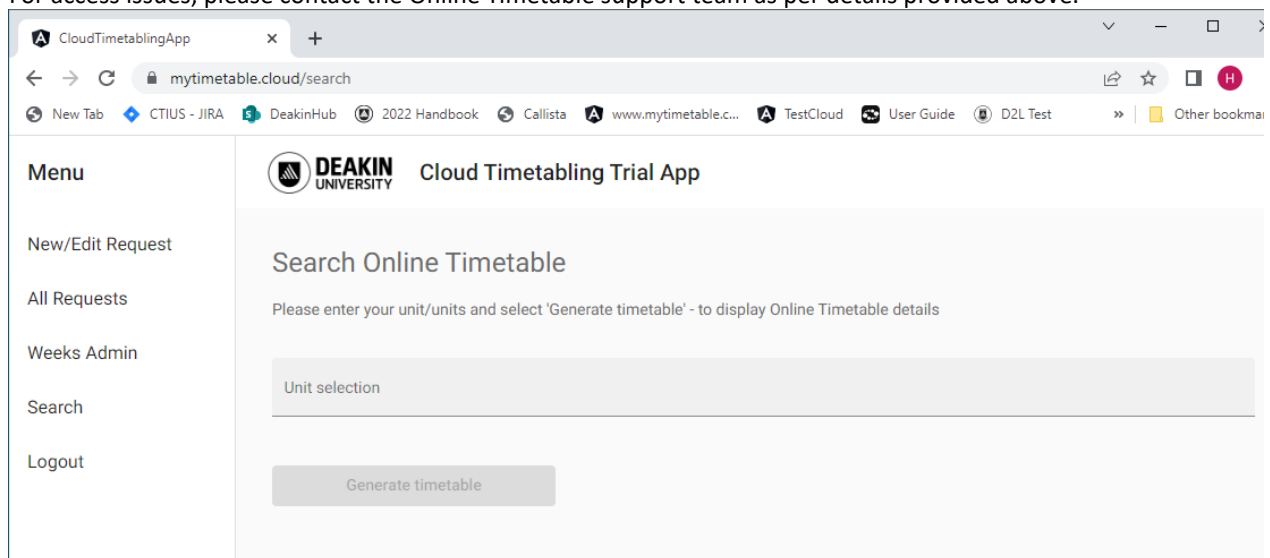 For access issues, please contact the Online Timetable support team as per details provided above.
CloudTimetablingApp
mytimetable.cloud/search
H
New Tab CTIUS - JIRA DeakinHub 2022 Handbook Callista www.mytimetable.c... TestCloud User Guide D2L Test » Other bookmar
Menu
DEAKIN
UNIVERSITY
Cloud Timetabling Trial App
New/Edit Request
All Requests
Weeks Admin
Search
Logout
Search Online Timetable
Please enter your unit/units and select 'Generate timetable' - to display Online Timetable details
Unit selection
Generate timetable